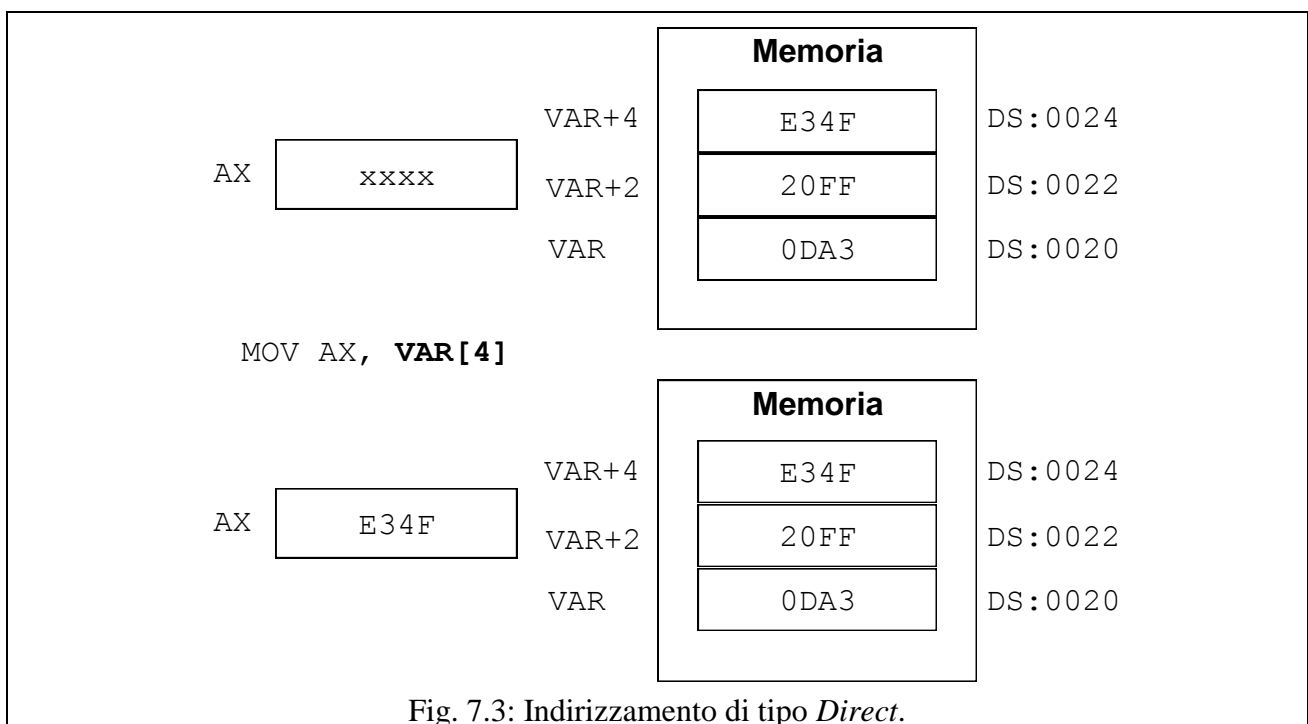 Memoria
VAR+4 E34F DS:0024
AX xxxx VAR+2 20FF DS:0022
VAR 0DA3 DS:0020
MOV AX, VAR[4]
Memoria
VAR+4 E34F DS:0024
AX E34F VAR+2 20FF DS:0022
VAR 0DA3 DS:0020
Fig. 7.3: Indirizzamento di tipo Direct.